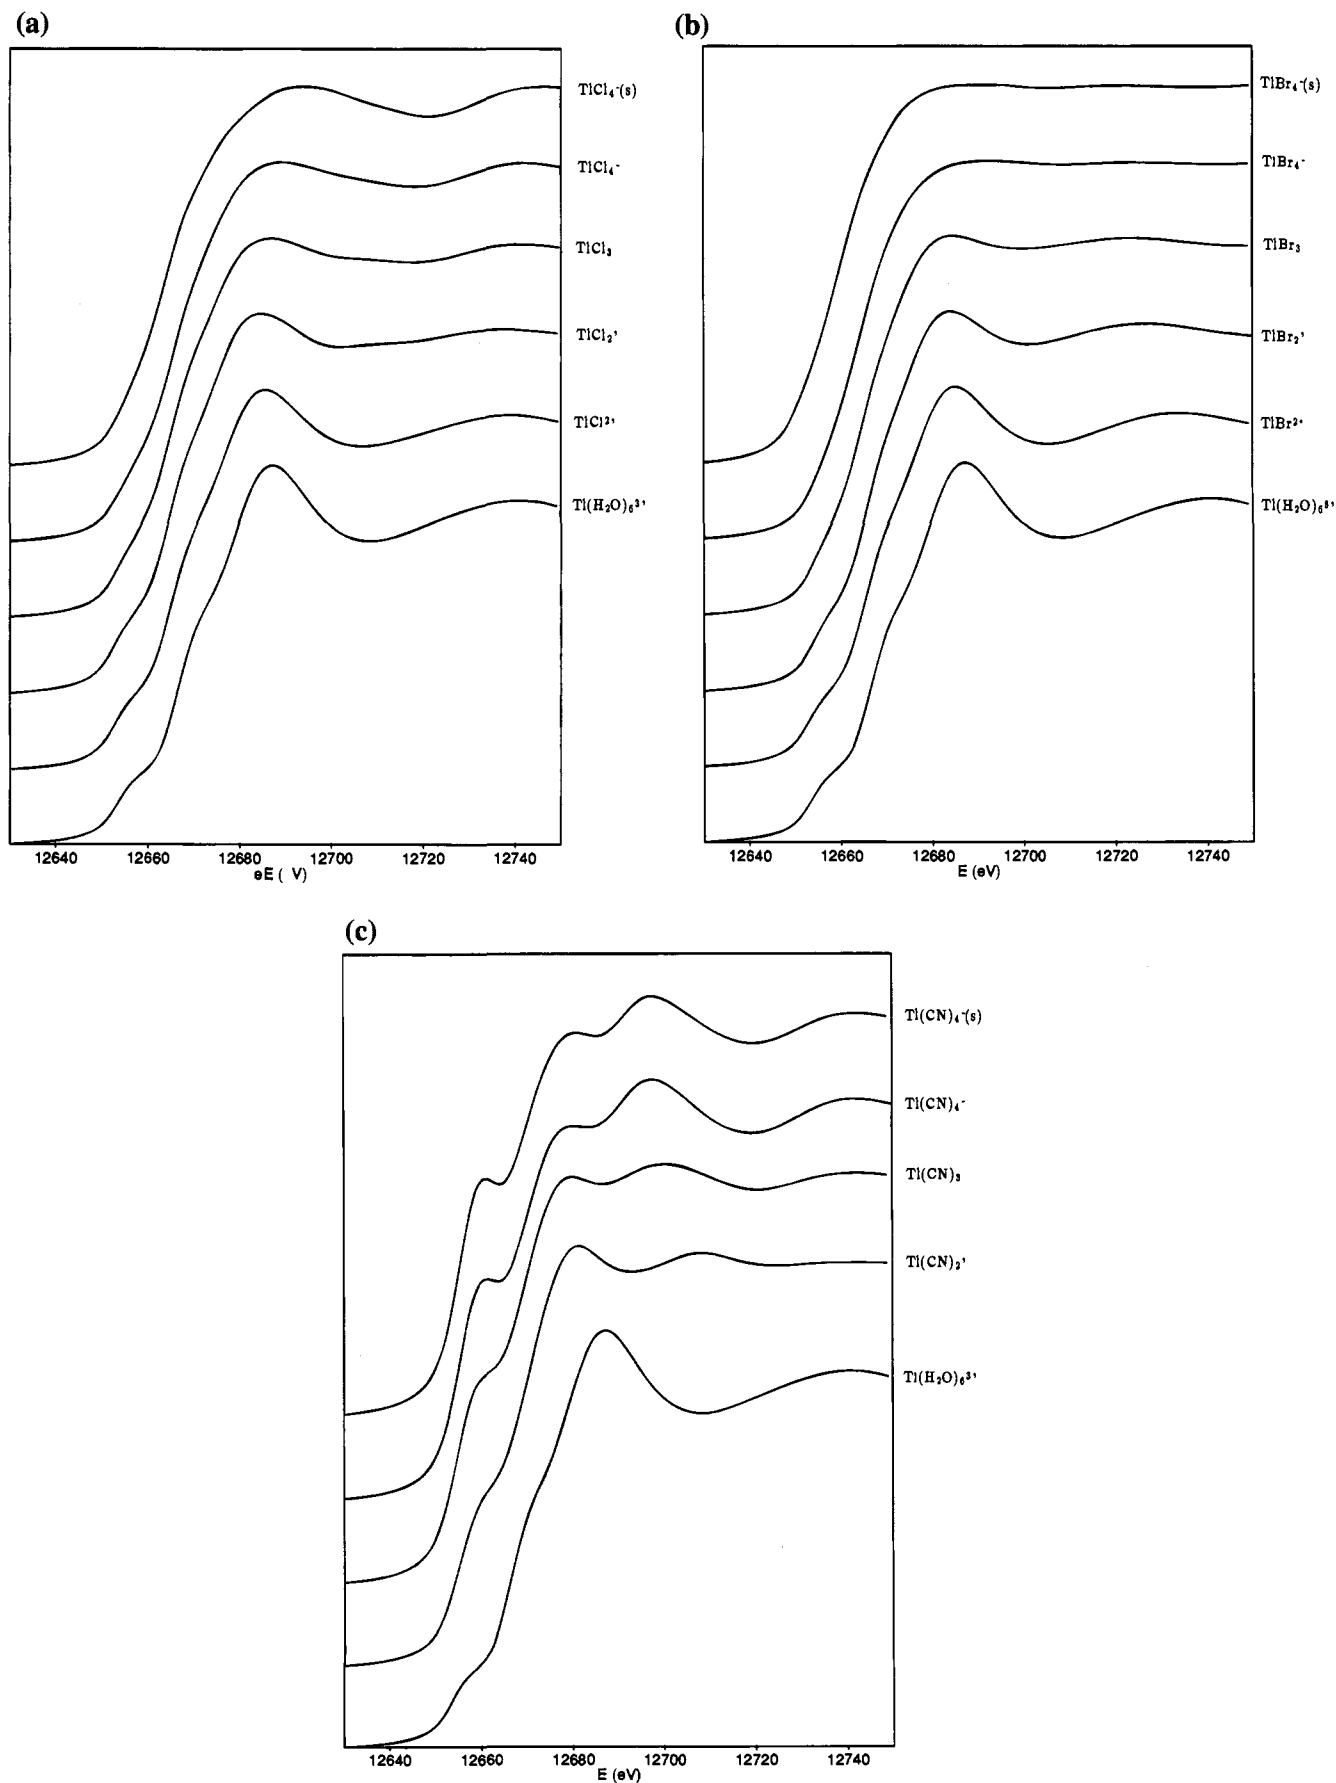 (a)
TlCl₄⁻(s)
TlCl₄⁻
TlCl₃
TlCl₂⁺
TlCl²⁺
Tl(H₂O)₆³⁺
12640 12660 12680 12700 12720 12740
eE ( V)
(b)
TlBr₄⁻(s)
TlBr₄⁻
TlBr₃
TlBr₂⁺
TlBr²⁺
Tl(H₂O)₆³⁺
12640 12660 12680 12700 12720 12740
E (eV)
(c)
Tl(CN)₄⁻(s)
Tl(CN)₄⁻
Tl(CN)₃
Tl(CN)₂⁺
Tl(H₂O)₆³⁺
12640 12660 12680 12700 12720 12740
E (eV)